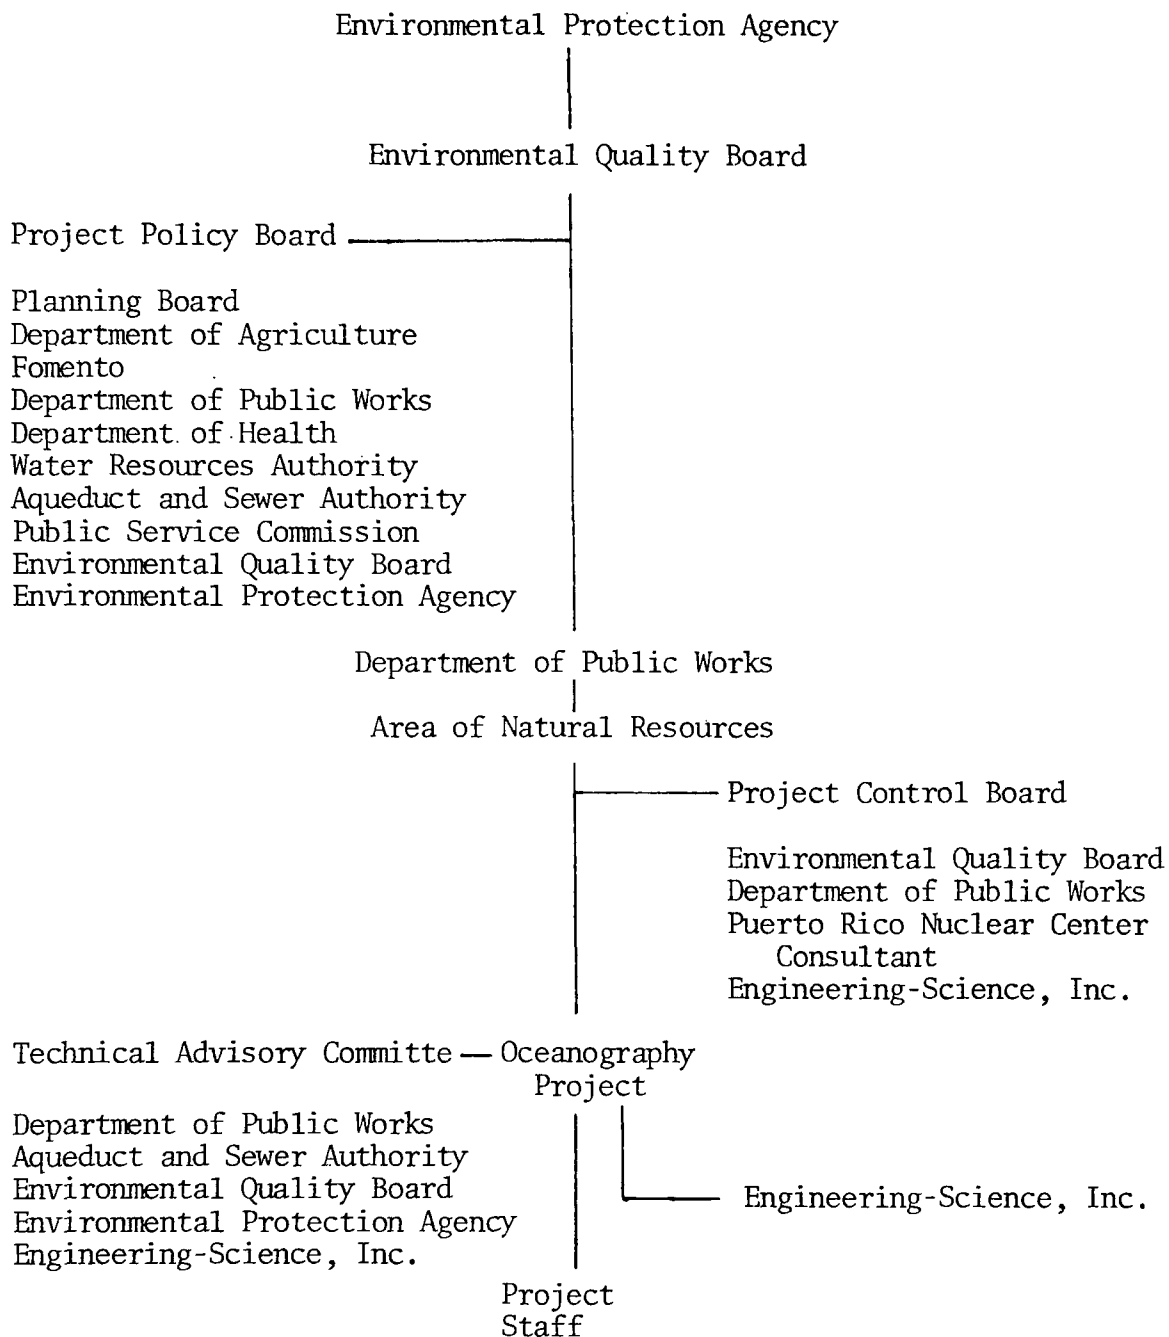 Environmental Protection Agency
Environmental Quality Board
Project Policy Board
Planning Board
Department of Agriculture
Fomento
Department of Public Works
Department of Health
Water Resources Authority
Aqueduct and Sewer Authority
Public Service Commission
Environmental Quality Board
Environmental Protection Agency
Department of Public Works
Area of Natural Resources
Project Control Board
Environmental Quality Board
Department of Public Works
Puerto Rico Nuclear Center
Consultant
Engineering-Science, Inc.
Technical Advisory Committe — Oceanography
Project
Department of Public Works
Aqueduct and Sewer Authority
Environmental Quality Board
Environmental Protection Agency
Engineering-Science, Inc.
Engineering-Science, Inc.
Project
Staff